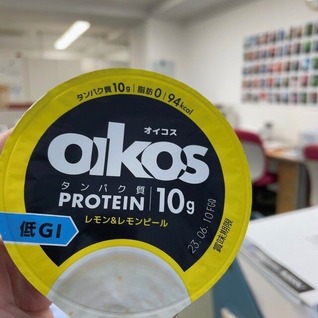 タンパク質10g 脂肪0 94kcal
オイコス
oikos
タンパク質
PROTEIN 10g
レモン&レモンピール
低GI
23.06.10FGQ
賞味期限